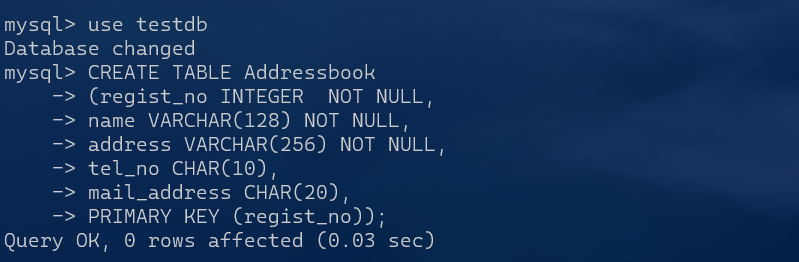 mysql> use testdb
Database changed
mysql> CREATE TABLE Addressbook
    -> (regist_no INTEGER  NOT NULL,
    -> name VARCHAR(128) NOT NULL,
    -> address VARCHAR(256) NOT NULL,
    -> tel_no CHAR(10),
    -> mail_address CHAR(20),
    -> PRIMARY KEY (regist_no));
Query OK, 0 rows affected (0.03 sec)